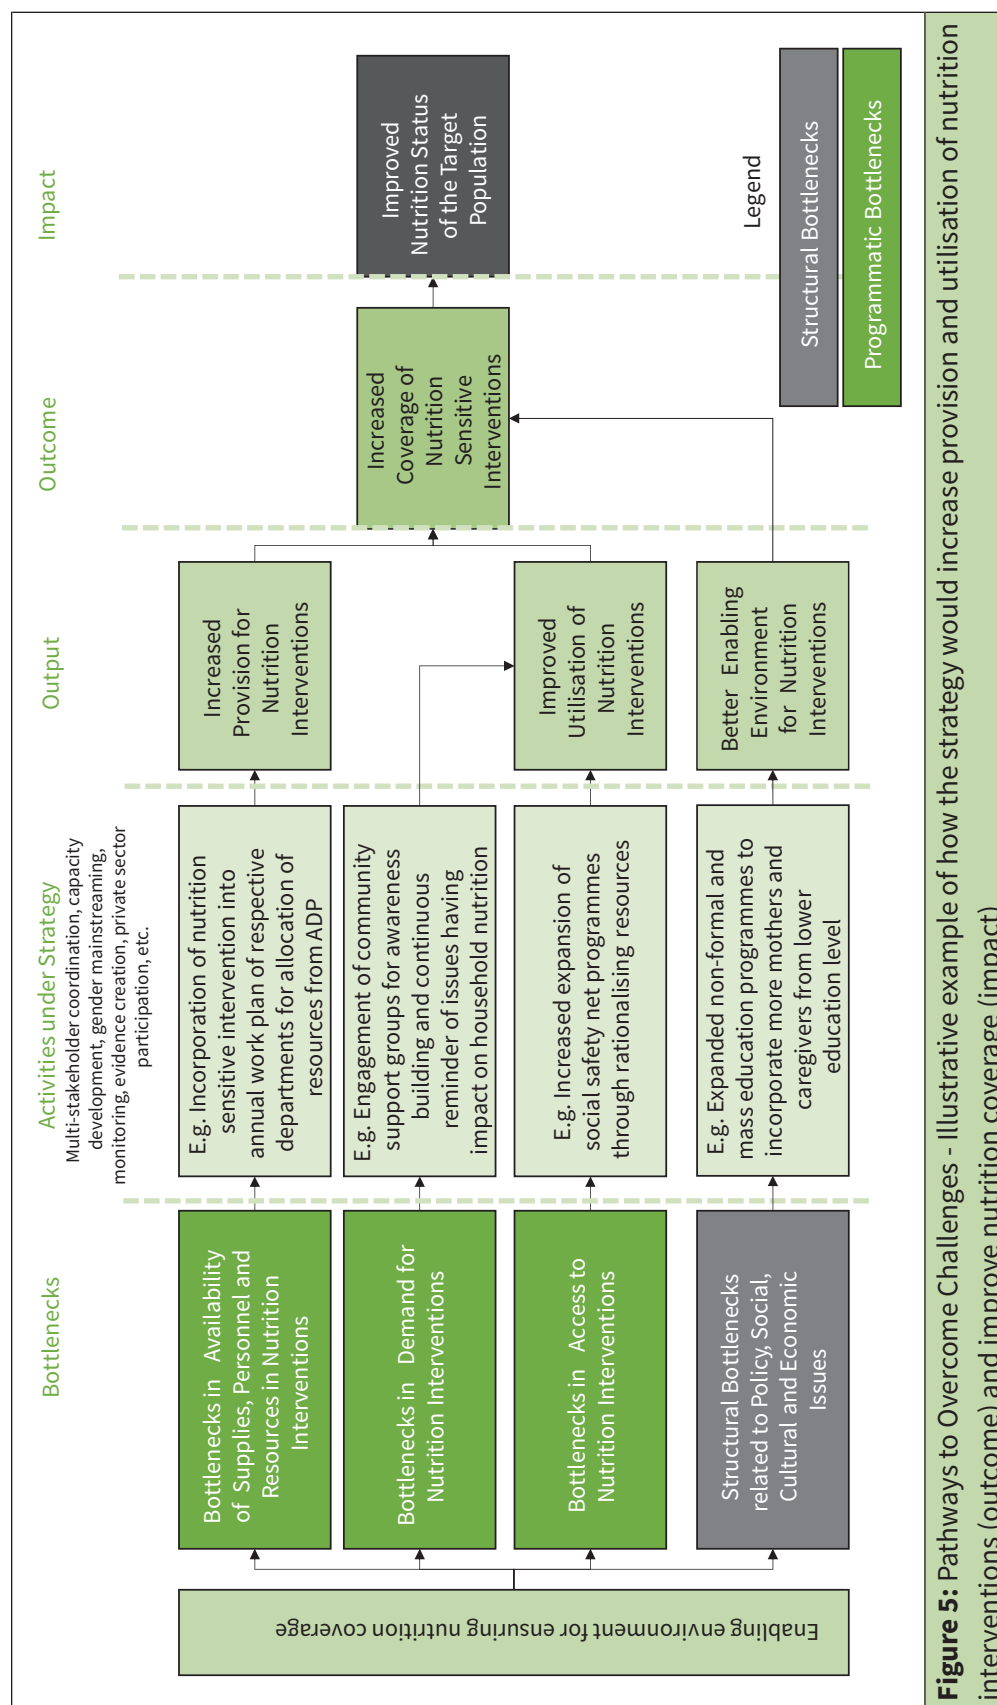 Bottlenecks
Activities under Strategy
Multi-stakeholder coordination, capacity
development, gender mainstreaming,
monitoring, evidence creation, private sector
participation, etc.
Output
Outcome
Impact
Enabling environment for ensuring nutrition coverage
Bottlenecks in Availability
of Supplies, Personnel and
Resources in Nutrition
Interventions
E.g. Incorporation of nutrition
sensitive intervention into
annual work plan of respective
departments for allocation of
resources from ADP
Increased
Provision for
Nutrition
Interventions
Bottlenecks in Demand for
Nutrition Interventions
E.g. Engagement of community
support groups for awareness
building and continuous
reminder of issues having
impact on household nutrition
Bottlenecks in Access to
Nutrition Interventions
E.g. Increased expansion of
social safety net programmes
through rationalising resources
Improved
Utilisation of
Nutrition
Interventions
Structural Bottlenecks
related to Policy, Social,
Cultural and Economic
Issues
E.g. Expanded non-formal and
mass education programmes to
incorporate more mothers and
caregivers from lower
education level
Better Enabling
Environment
for Nutrition
Interventions
Increased
Coverage of
Nutrition
Sensitive
Interventions
Improved
Nutrition Status
of the Target
Population
Legend
Structural Bottlenecks
Programmatic Bottlenecks
Figure 5: Pathways to Overcome Challenges - Illustrative example of how the strategy would increase provision and utilisation of nutrition
interventions (outcome) and improve nutrition coverage (impact)